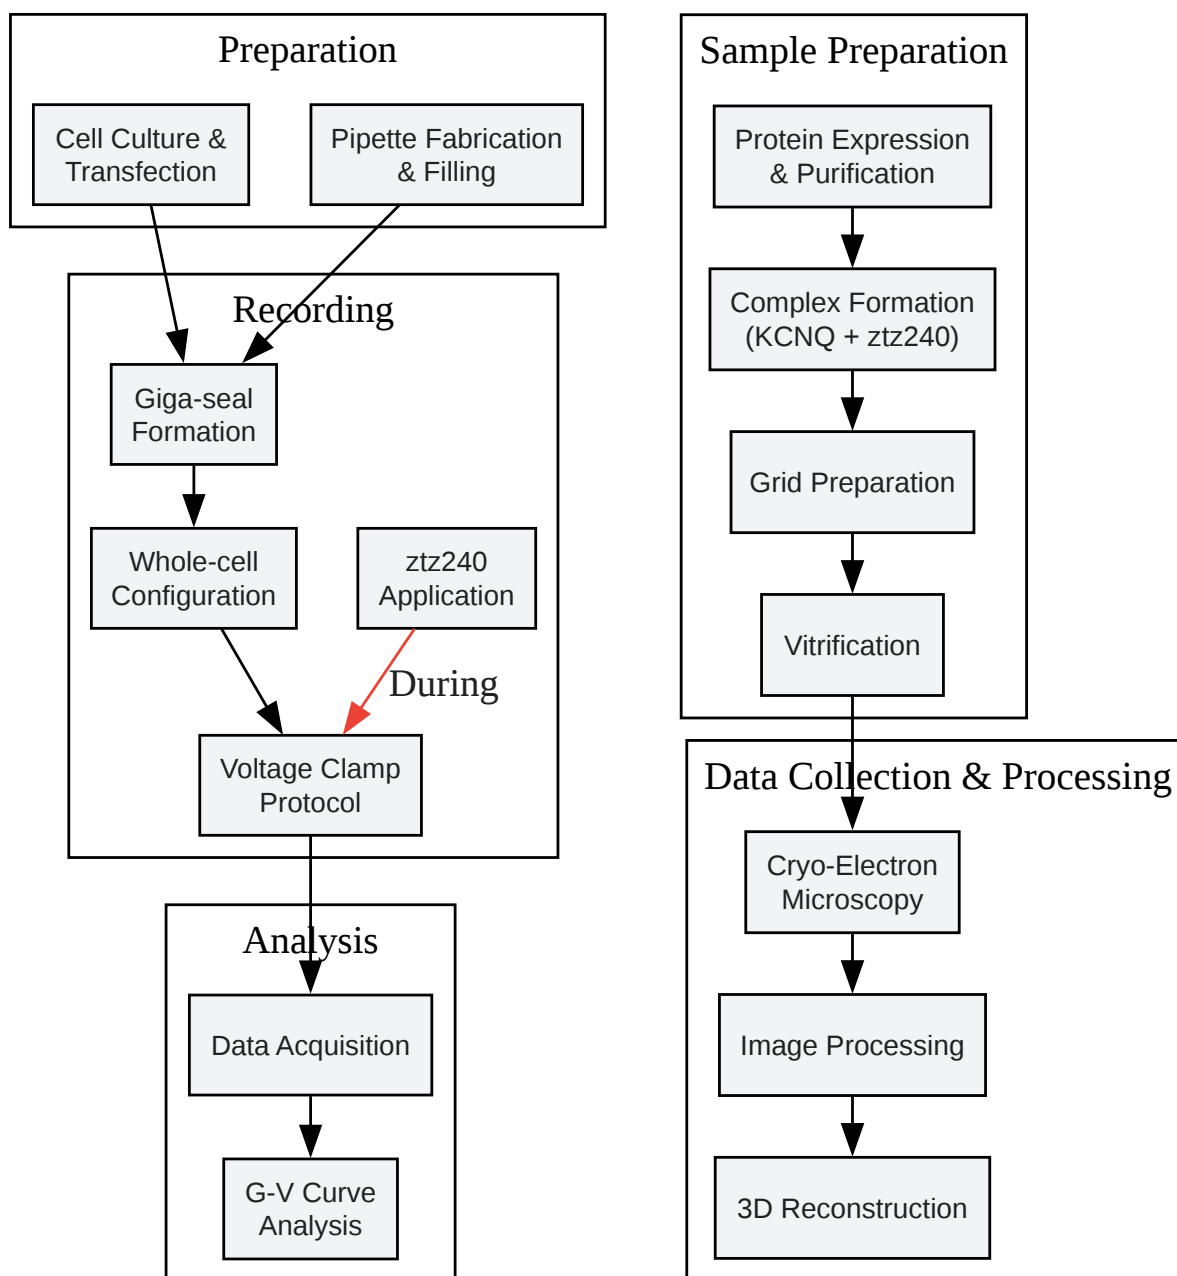 Preparation
Cell Culture &
Transfection
Pipette Fabrication
& Filling
Recording
Giga-seal
Formation
Whole-cell
Configuration
ztz240
Application
During
Voltage Clamp
Protocol
Analysis
Data Acquisition
G-V Curve
Analysis
Sample Preparation
Protein Expression
& Purification
Complex Formation
(KCNQ + ztz240)
Grid Preparation
Vitrification
Data Collection & Processing
Cryo-Electron
Microscopy
Image Processing
3D Reconstruction